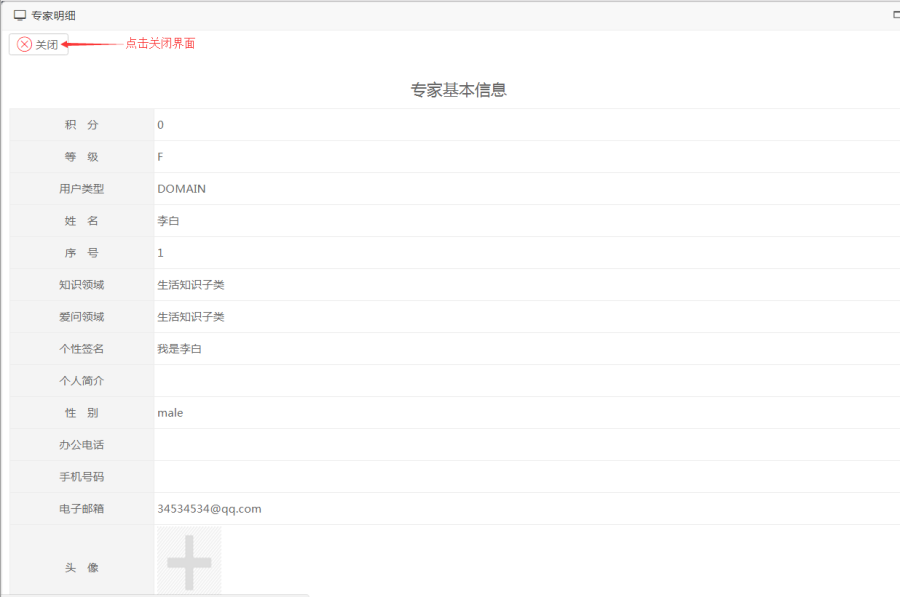 专家明细
关闭 点击关闭界面
专家基本信息
积 分 0
等 级 F
用户类型 DOMAIN
姓 名 李白
序 号 1
知识领域 生活知识子类
爱问领域 生活知识子类
个性签名 我是李白
个人简介
性 别 male
办公电话
手机号码
电子邮箱 34534534@qq.com
头 像